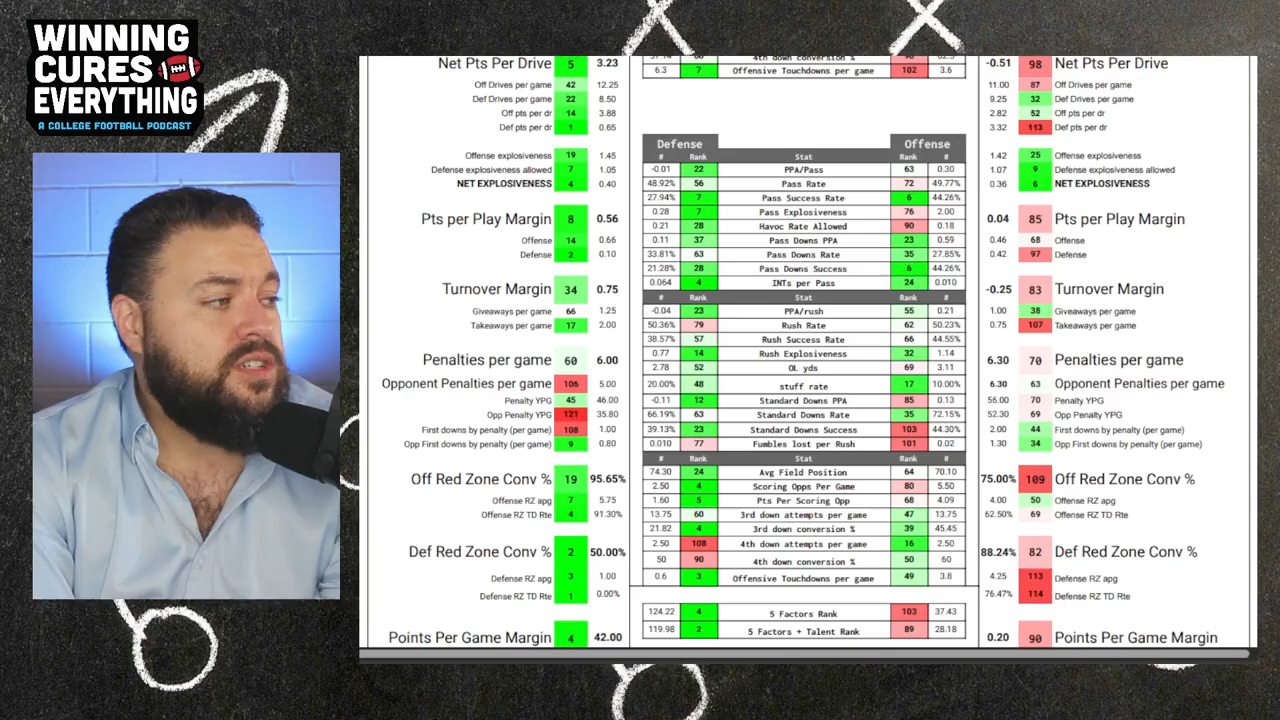 WINNING
CURES
EVERYTHING
A COLLEGE FOOTBALL PODCAST
Net Pts Per Drive 5 3.23
Off Drives per game 42 12.25
Def Drives per game 22 8.50
Off pts per dr 14 3.88
Def pts per dr 1 0.65
Offense explosiveness 19 1.45
Defense explosiveness allowed 7 1.05
NET EXPLOSIVENESS 4 0.40
Pts per Play Margin 8 0.56
Offense 14 0.66
Defense 2 0.10
Turnover Margin 34 0.75
Giveaways per game 66 1.25
Takeaways per game 17 2.00
Penalties per game 60 6.00
Opponent Penalties per game 106 5.00
Penalty YPG 45 46.00
Opp Penalty YPG 121 35.80
First downs by penalty (per game) 108 1.00
Opp First downs by penalty (per game) 9 0.80
Off Red Zone Conv % 19 95.65%
Offense RZ apg 7 5.75
Offense RZ TD Rte 4 91.30%
Def Red Zone Conv % 2 50.00%
Defense RZ apg 3 1.00
Defense RZ TD Rte 1 0.00%
Points Per Game Margin 4 42.00
4th down conversion %
6.3 7 Offensive Touchdowns per game 102 3.6
Defense Offense
# Rank Stat Rank #
-0.01 22 PPA/Pass 63 0.30
48.92% 56 Pass Rate 72 49.77%
27.94% 7 Pass Success Rate 6 44.26%
0.28 7 Pass Explosiveness 76 2.00
0.21 28 Havoc Rate Allowed 90 0.18
0.11 37 Pass Downs PPA 23 0.59
33.81% 63 Pass Downs Rate 35 27.85%
21.28% 28 Pass Downs Success 6 44.26%
0.064 4 INTs per Pass 24 0.010
# Rank Stat Rank #
-0.04 23 PPA/rush 55 0.21
50.36% 79 Rush Rate 62 50.23%
38.57% 57 Rush Success Rate 66 44.55%
0.77 14 Rush Explosiveness 32 1.14
2.78 52 OL yds 69 3.11
20.00% 48 stuff rate 17 10.00%
-0.11 12 Standard Downs PPA 85 0.13
66.19% 63 Standard Downs Rate 35 72.15%
39.13% 23 Standard Downs Success 103 44.30%
0.010 77 Fumbles lost per Rush 101 0.02
# Rank Stat Rank #
74.30 24 Avg Field Position 64 70.10
2.50 4 Scoring Opps Per Game 80 5.50
1.60 5 Pts Per Scoring Opp 68 4.09
13.75 60 3rd down attempts per game 47 13.75
21.82 4 3rd down conversion % 39 45.45
2.50 108 4th down attempts per game 16 2.50
50 90 4th down conversion % 50 60
0.6 3 Offensive Touchdowns per game 49 3.8
124.22 4 5 Factors Rank 103 37.43
119.98 2 5 Factors + Talent Rank 89 28.18
-0.51 98 Net Pts Per Drive
11.00 87 Off Drives per game
9.25 32 Def Drives per game
2.82 52 Off pts per dr
3.32 113 Def pts per dr
1.42 25 Offense explosiveness
1.07 9 Defense explosiveness allowed
0.36 6 NET EXPLOSIVENESS
0.04 85 Pts per Play Margin
0.46 68 Offense
0.42 97 Defense
-0.25 83 Turnover Margin
1.00 38 Giveaways per game
0.75 107 Takeaways per game
6.30 70 Penalties per game
6.30 63 Opponent Penalties per game
56.00 70 Penalty YPG
52.30 69 Opp Penalty YPG
2.00 44 First downs by penalty (per game)
1.30 34 Opp First downs by penalty (per game)
75.00% 109 Off Red Zone Conv %
4.00 50 Offense RZ apg
62.50% 69 Offense RZ TD Rte
88.24% 82 Def Red Zone Conv %
4.25 113 Defense RZ apg
76.47% 114 Defense RZ TD Rte
0.20 90 Points Per Game Margin